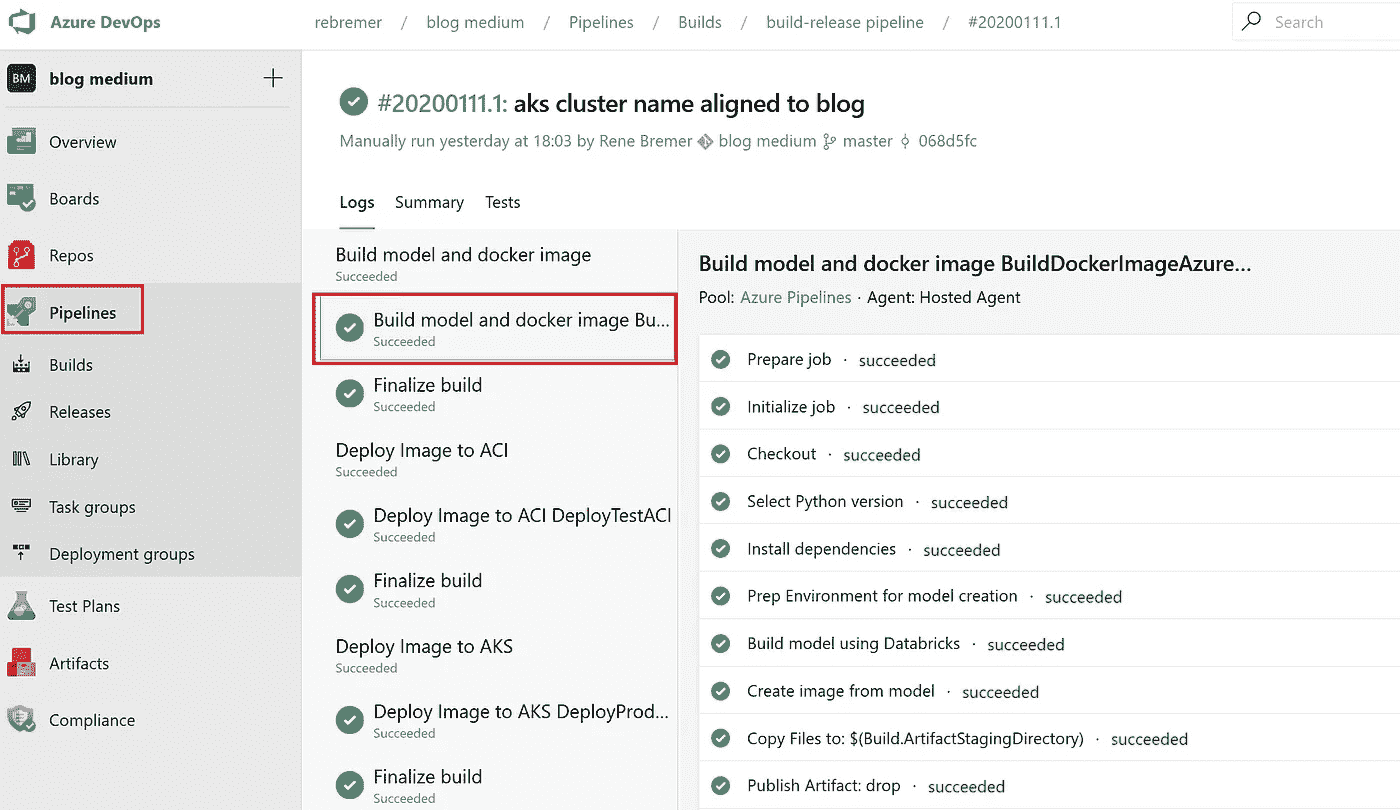 Azure DevOps
rebremer / blog medium / Pipelines / Builds / build-release pipeline / #20200111.1
Search
BM blog medium
Overview
Boards
Repos
Pipelines
Builds
Releases
Library
Task groups
Deployment groups
Test Plans
Artifacts
Compliance
#20200111.1: aks cluster name aligned to blog
Manually run yesterday at 18:03 by Rene Bremer blog medium master 068d5fc
Logs Summary Tests
Build model and docker image
Succeeded
Build model and docker image Bu...
Succeeded
Finalize build
Succeeded
Deploy Image to ACI
Succeeded
Deploy Image to ACI DeployTestACI
Succeeded
Finalize build
Succeeded
Deploy Image to AKS
Succeeded
Deploy Image to AKS DeployProd...
Succeeded
Finalize build
Succeeded
Build model and docker image BuildDockerImageAzure...
Pool: Azure Pipelines · Agent: Hosted Agent
Prepare job · succeeded
Initialize job · succeeded
Checkout · succeeded
Select Python version · succeeded
Install dependencies · succeeded
Prep Environment for model creation · succeeded
Build model using Databricks · succeeded
Create image from model · succeeded
Copy Files to: $(Build.ArtifactStagingDirectory) · succeeded
Publish Artifact: drop · succeeded